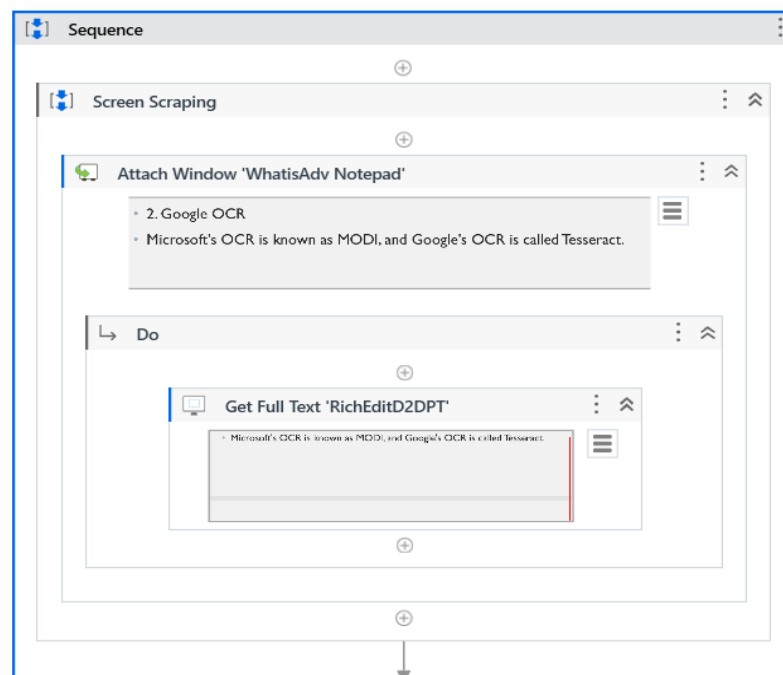 Sequence
Screen Scraping
Attach Window 'WhatisAdv Notepad'
• 2. Google OCR
• Microsoft's OCR is known as MODI, and Google's OCR is called Tesseract.
Do
Get Full Text 'RichEditD2DPT'
• Microsoft's OCR is known as MODI, and Google's OCR is called Tesseract.